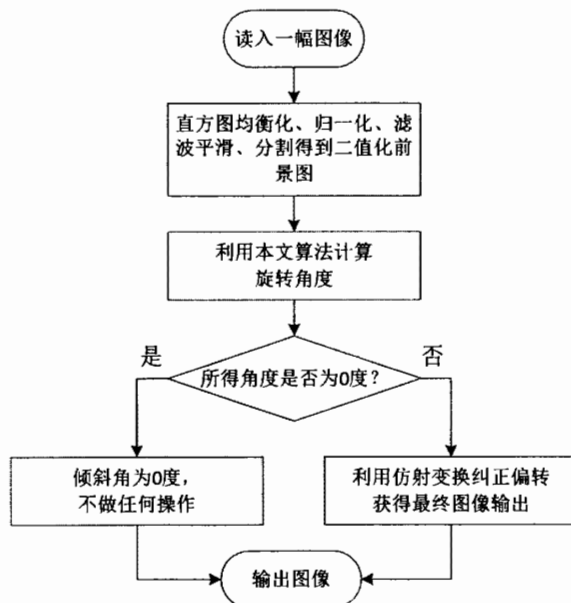 读入一幅图像
直方图均衡化、归一化、滤
波平滑、分割得到二值化前
景图
利用本文算法计算
旋转角度
所得角度是否为0度？
是
否
倾斜角为0度，
不做任何操作
利用仿射变换纠正偏转
获得最终图像输出
输出图像